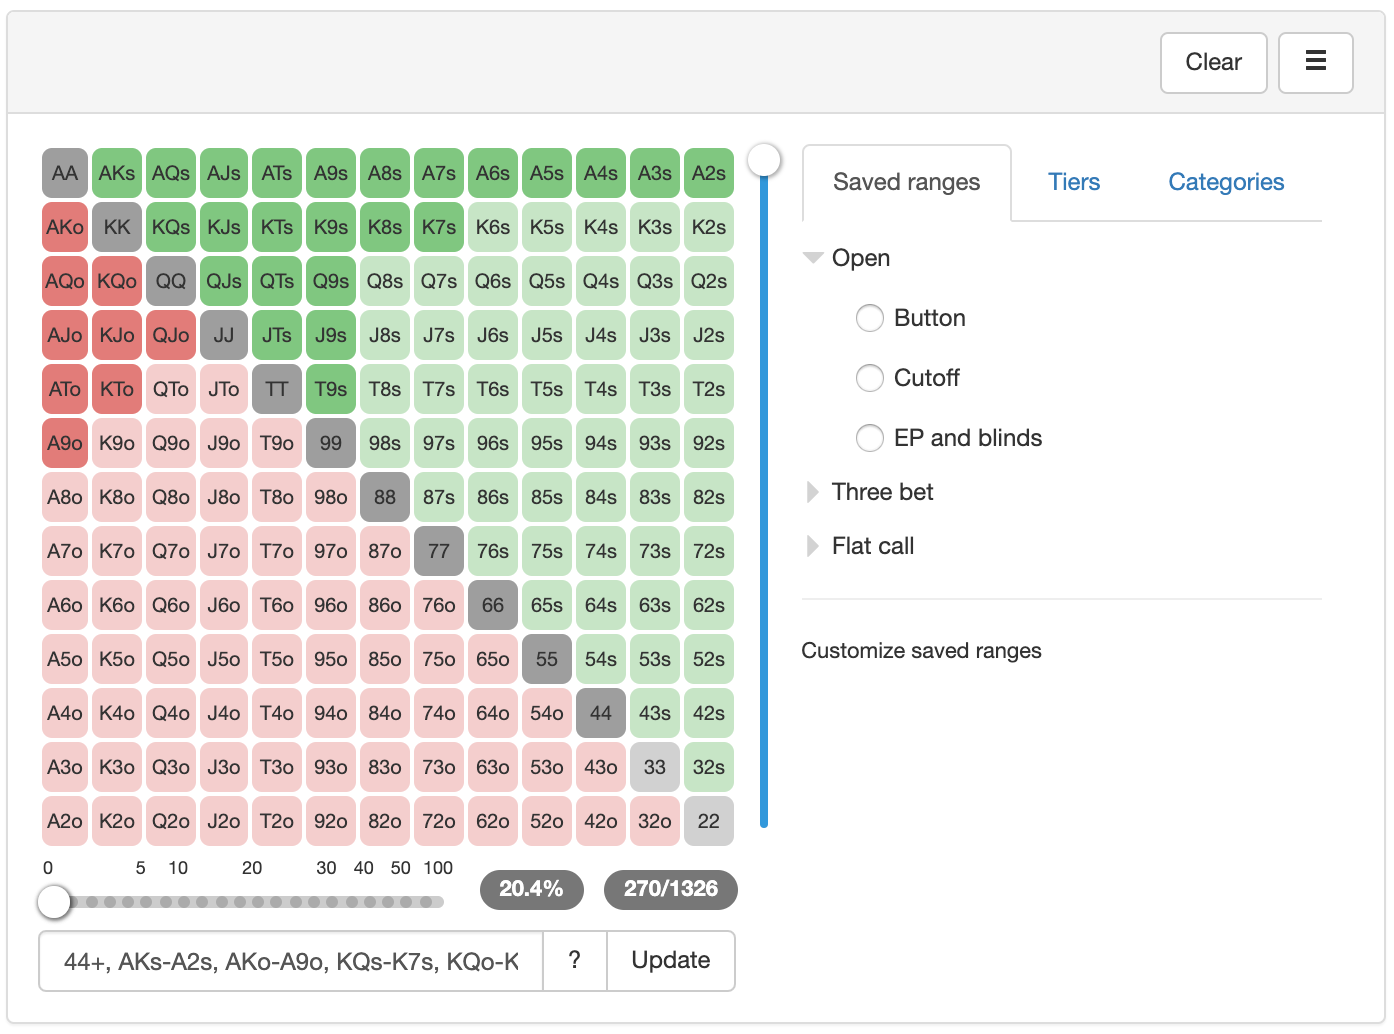 Clear
AA AKs AQs AJs ATs A9s A8s A7s A6s A5s A4s A3s A2s
Saved ranges Tiers Categories
AKo KK KQs KJs KTs K9s K8s K7s K6s K5s K4s K3s K2s
Open
AQo KQo QQ QJs QTs Q9s Q8s Q7s Q6s Q5s Q4s Q3s Q2s
Button
AJo KJo QJo JJ JTs J9s J8s J7s J6s J5s J4s J3s J2s
Cutoff
ATo KTo QTo JTo TT T9s T8s T7s T6s T5s T4s T3s T2s
EP and blinds
A9o K9o Q9o J9o T9o 99 98s 97s 96s 95s 94s 93s 92s
Three bet
A8o K8o Q8o J8o T8o 98o 88 87s 86s 85s 84s 83s 82s
Flat call
A7o K7o Q7o J7o T7o 97o 87o 77 76s 75s 74s 73s 72s
A6o K6o Q6o J6o T6o 96o 86o 76o 66 65s 64s 63s 62s
Customize saved ranges
A5o K5o Q5o J5o T5o 95o 85o 75o 65o 55 54s 53s 52s
A4o K4o Q4o J4o T4o 94o 84o 74o 64o 54o 44 43s 42s
A3o K3o Q3o J3o T3o 93o 83o 73o 63o 53o 43o 33 32s
A2o K2o Q2o J2o T2o 92o 82o 72o 62o 52o 42o 32o 22
0 5 10 20 30 40 50 100
20.4% 270/1326
44+, AKs-A2s, AKo-A9o, KQs-K7s, KQo-K ? Update